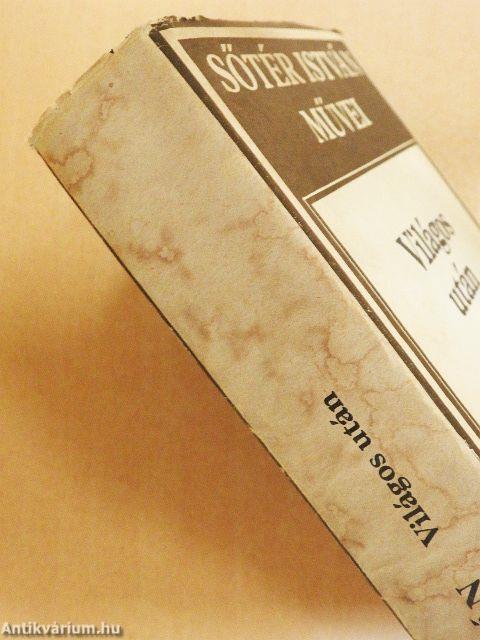 SŐTÉR ISTVÁN
MŰVEI
Világos
után
Világos után
Antikvárium.hu